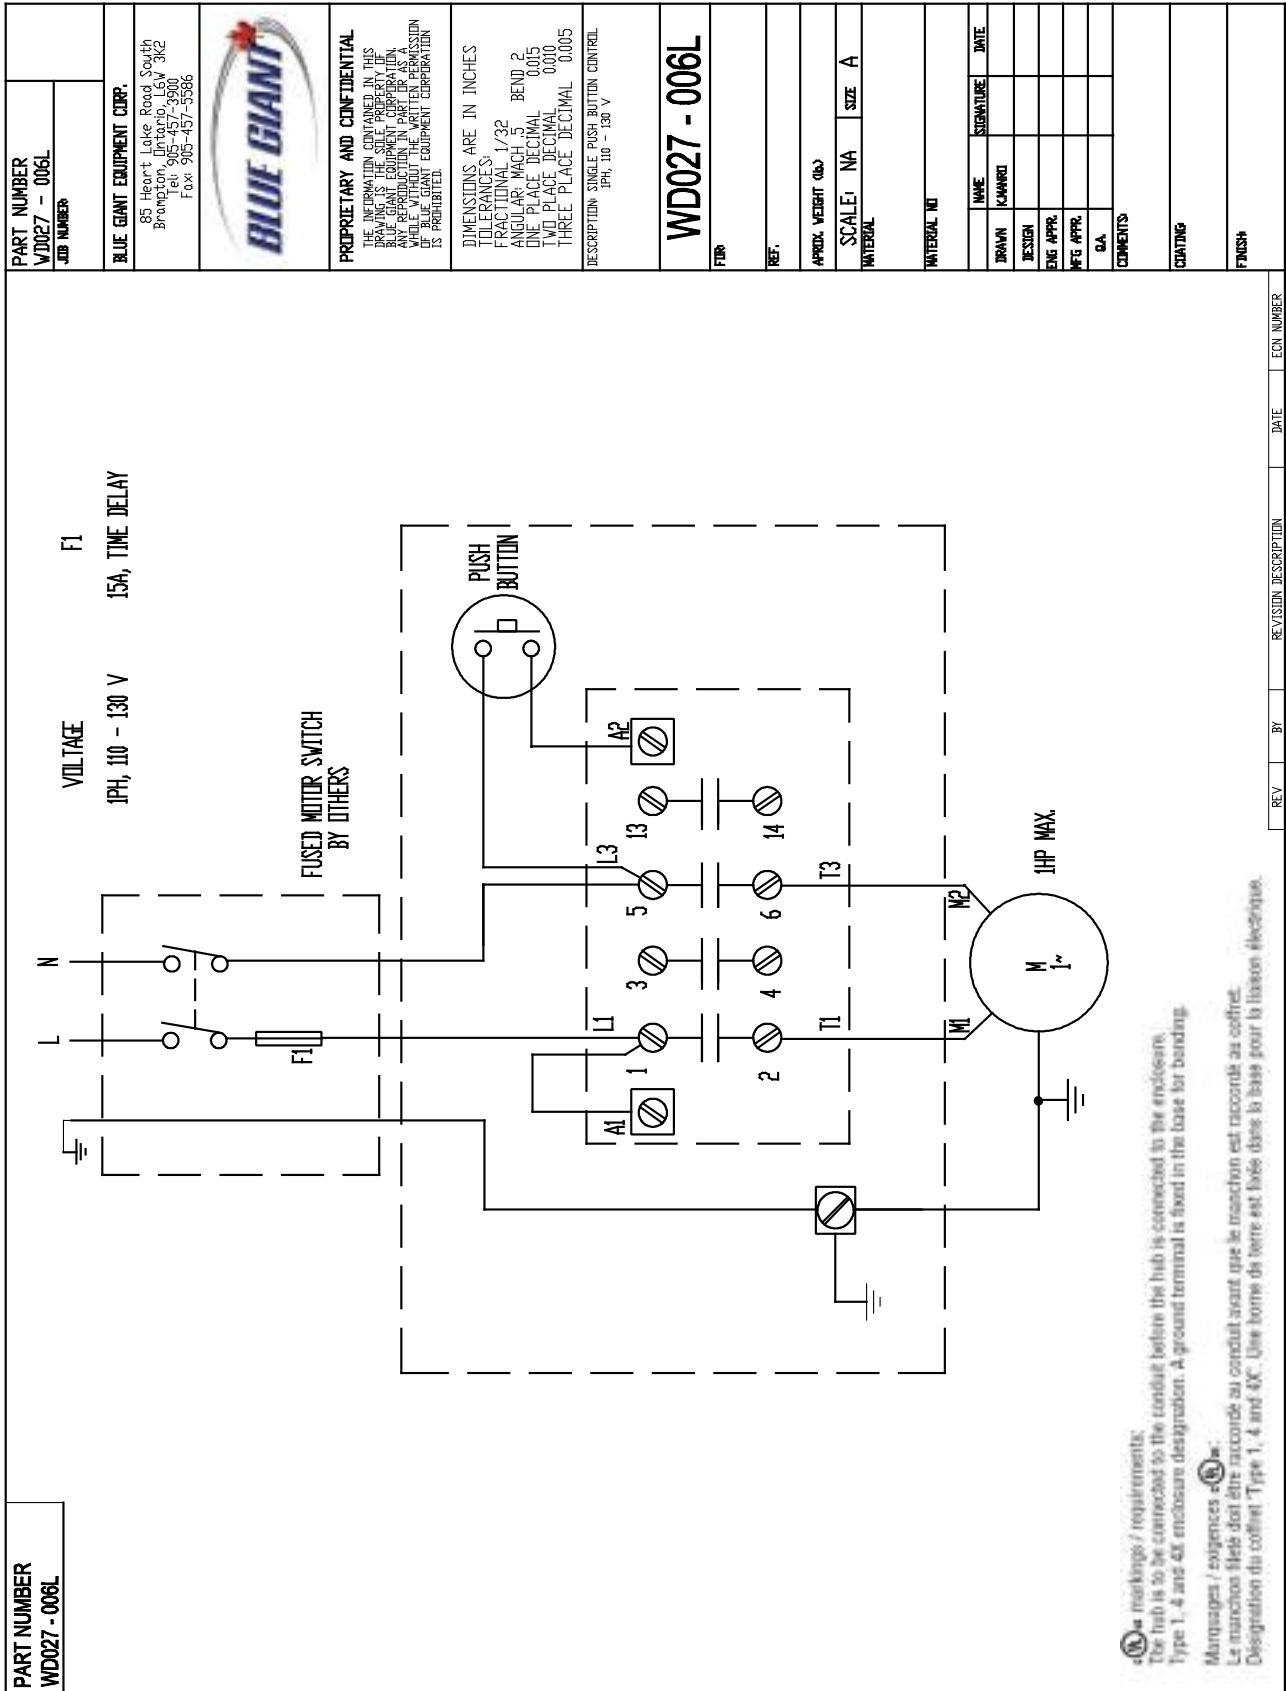 PART NUMBER
WD027 - 006L
VOLTAGE
F1
1PH, 110 - 130 V
15A, TIME DELAY
L
N
FUSED MOTOR SWITCH
BY OTHERS
F1
PUSH
BUTTON
A1
1
L1
3
5
L3
13
A2
2
T1
4
6
T3
14
M1
M2
M
1~
1HP MAX.
cULus markings / requirements:
The hub is to be connected to the conduit before the hub is connected to the enclosure.
Type 1, 4 and 4X enclosure designation. A ground terminal is fixed in the base for bonding.
Marquages / exigences cULus:
Le manchon fileté doit être raccordé au conduit avant que le manchon est raccordé au coffret.
Désignation du coffret "Type 1, 4 and 4X". Une borne de terre est fixée dans la base pour la liaison électrique.
REV
BY
REVISION DESCRIPTION
DATE
ECN NUMBER
PART NUMBER
WD027 - 006L
JOB NUMBER:
BLUE GIANT EQUIPMENT CORP.
85 Heart Lake Road South
Brampton, Ontario, L6W 3K2
Tel: 905-457-3900
Fax: 905-457-5586
BLUE GIANT
PROPRIETARY AND CONFIDENTIAL
THE INFORMATION CONTAINED IN THIS
DRAWING IS THE SOLE PROPERTY OF
BLUE GIANT EQUIPMENT CORPORATION.
ANY REPRODUCTION IN PART OR AS A
WHOLE WITHOUT THE WRITTEN PERMISSION
OF BLUE GIANT EQUIPMENT CORPORATION
IS PROHIBITED.
DIMENSIONS ARE IN INCHES
TOLERANCES:
FRACTIONAL 1/32
ANGULAR: MACH .5 BEND 2
ONE PLACE DECIMAL 0.015
TWO PLACE DECIMAL 0.010
THREE PLACE DECIMAL 0.005
DESCRIPTION: SINGLE PUSH BUTTON CONTROL
1PH, 110 - 130 V
WD027 - 006L
FOR:
REF.:
APROX. WEIGHT (lb.)
SCALE: NA SIZE A
MATERIAL
MATERIAL NO
NAME SIGNATURE DATE
DRAWN K.MANRO
DESIGN
ENG APPR.
MFG APPR.
Q.A.
COMMENTS:
COATING:
FINISH: